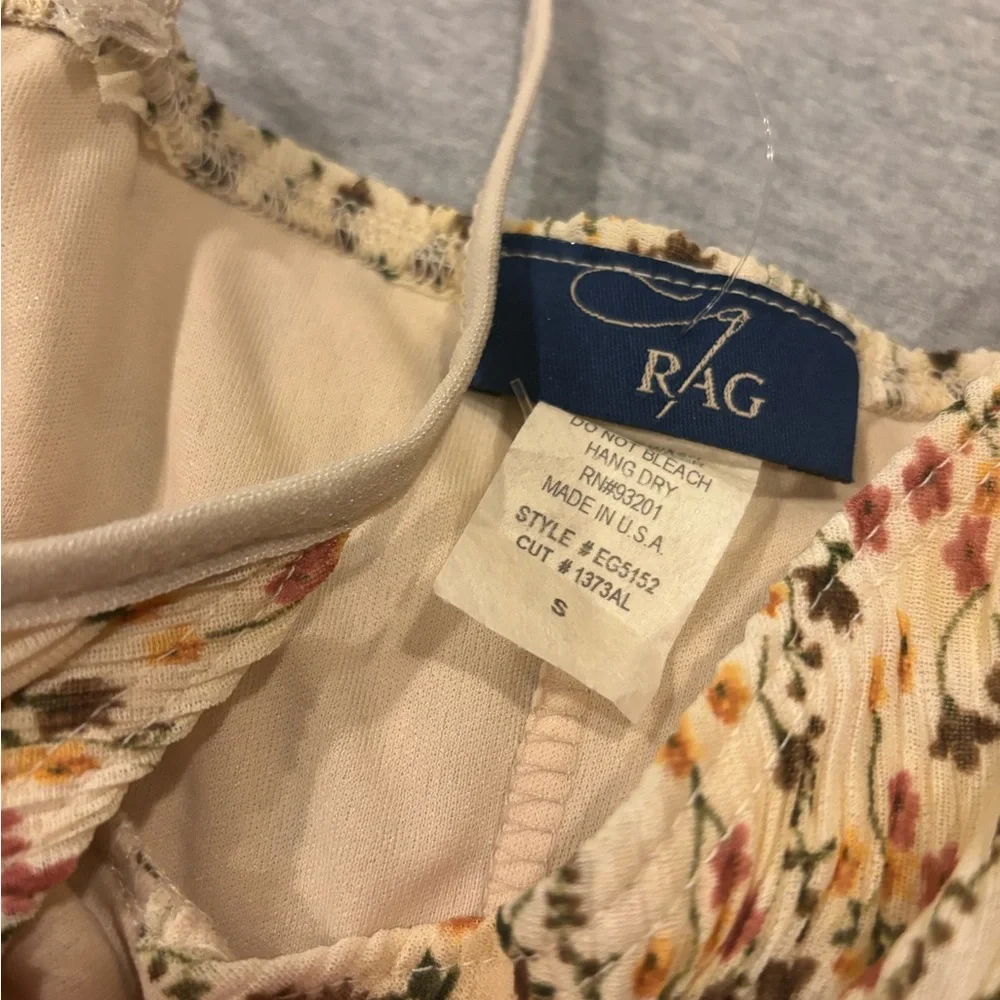 R/AG
DO NOT BLEACH
HANG DRY
RN#93201
MADE IN U.S.A.
STYLE # EG5152
CUT # 1373AL
S